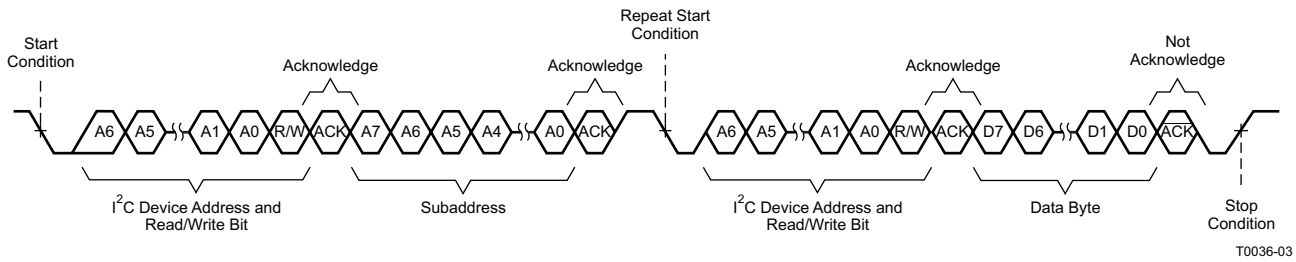 Repeat Start
Condition
Start
Condition
Not
Acknowledge
Acknowledge
Acknowledge
Acknowledge
A6 A5 A1 A0 R/W ACK A7 A6 A5 A4 A0 ACK A6 A5 A1 A0 R/W ACK D7 D6 D1 D0 ACK
I²C Device Address and
Read/Write Bit
Subaddress
I²C Device Address and
Read/Write Bit
Data Byte
Stop
Condition
T0036-03